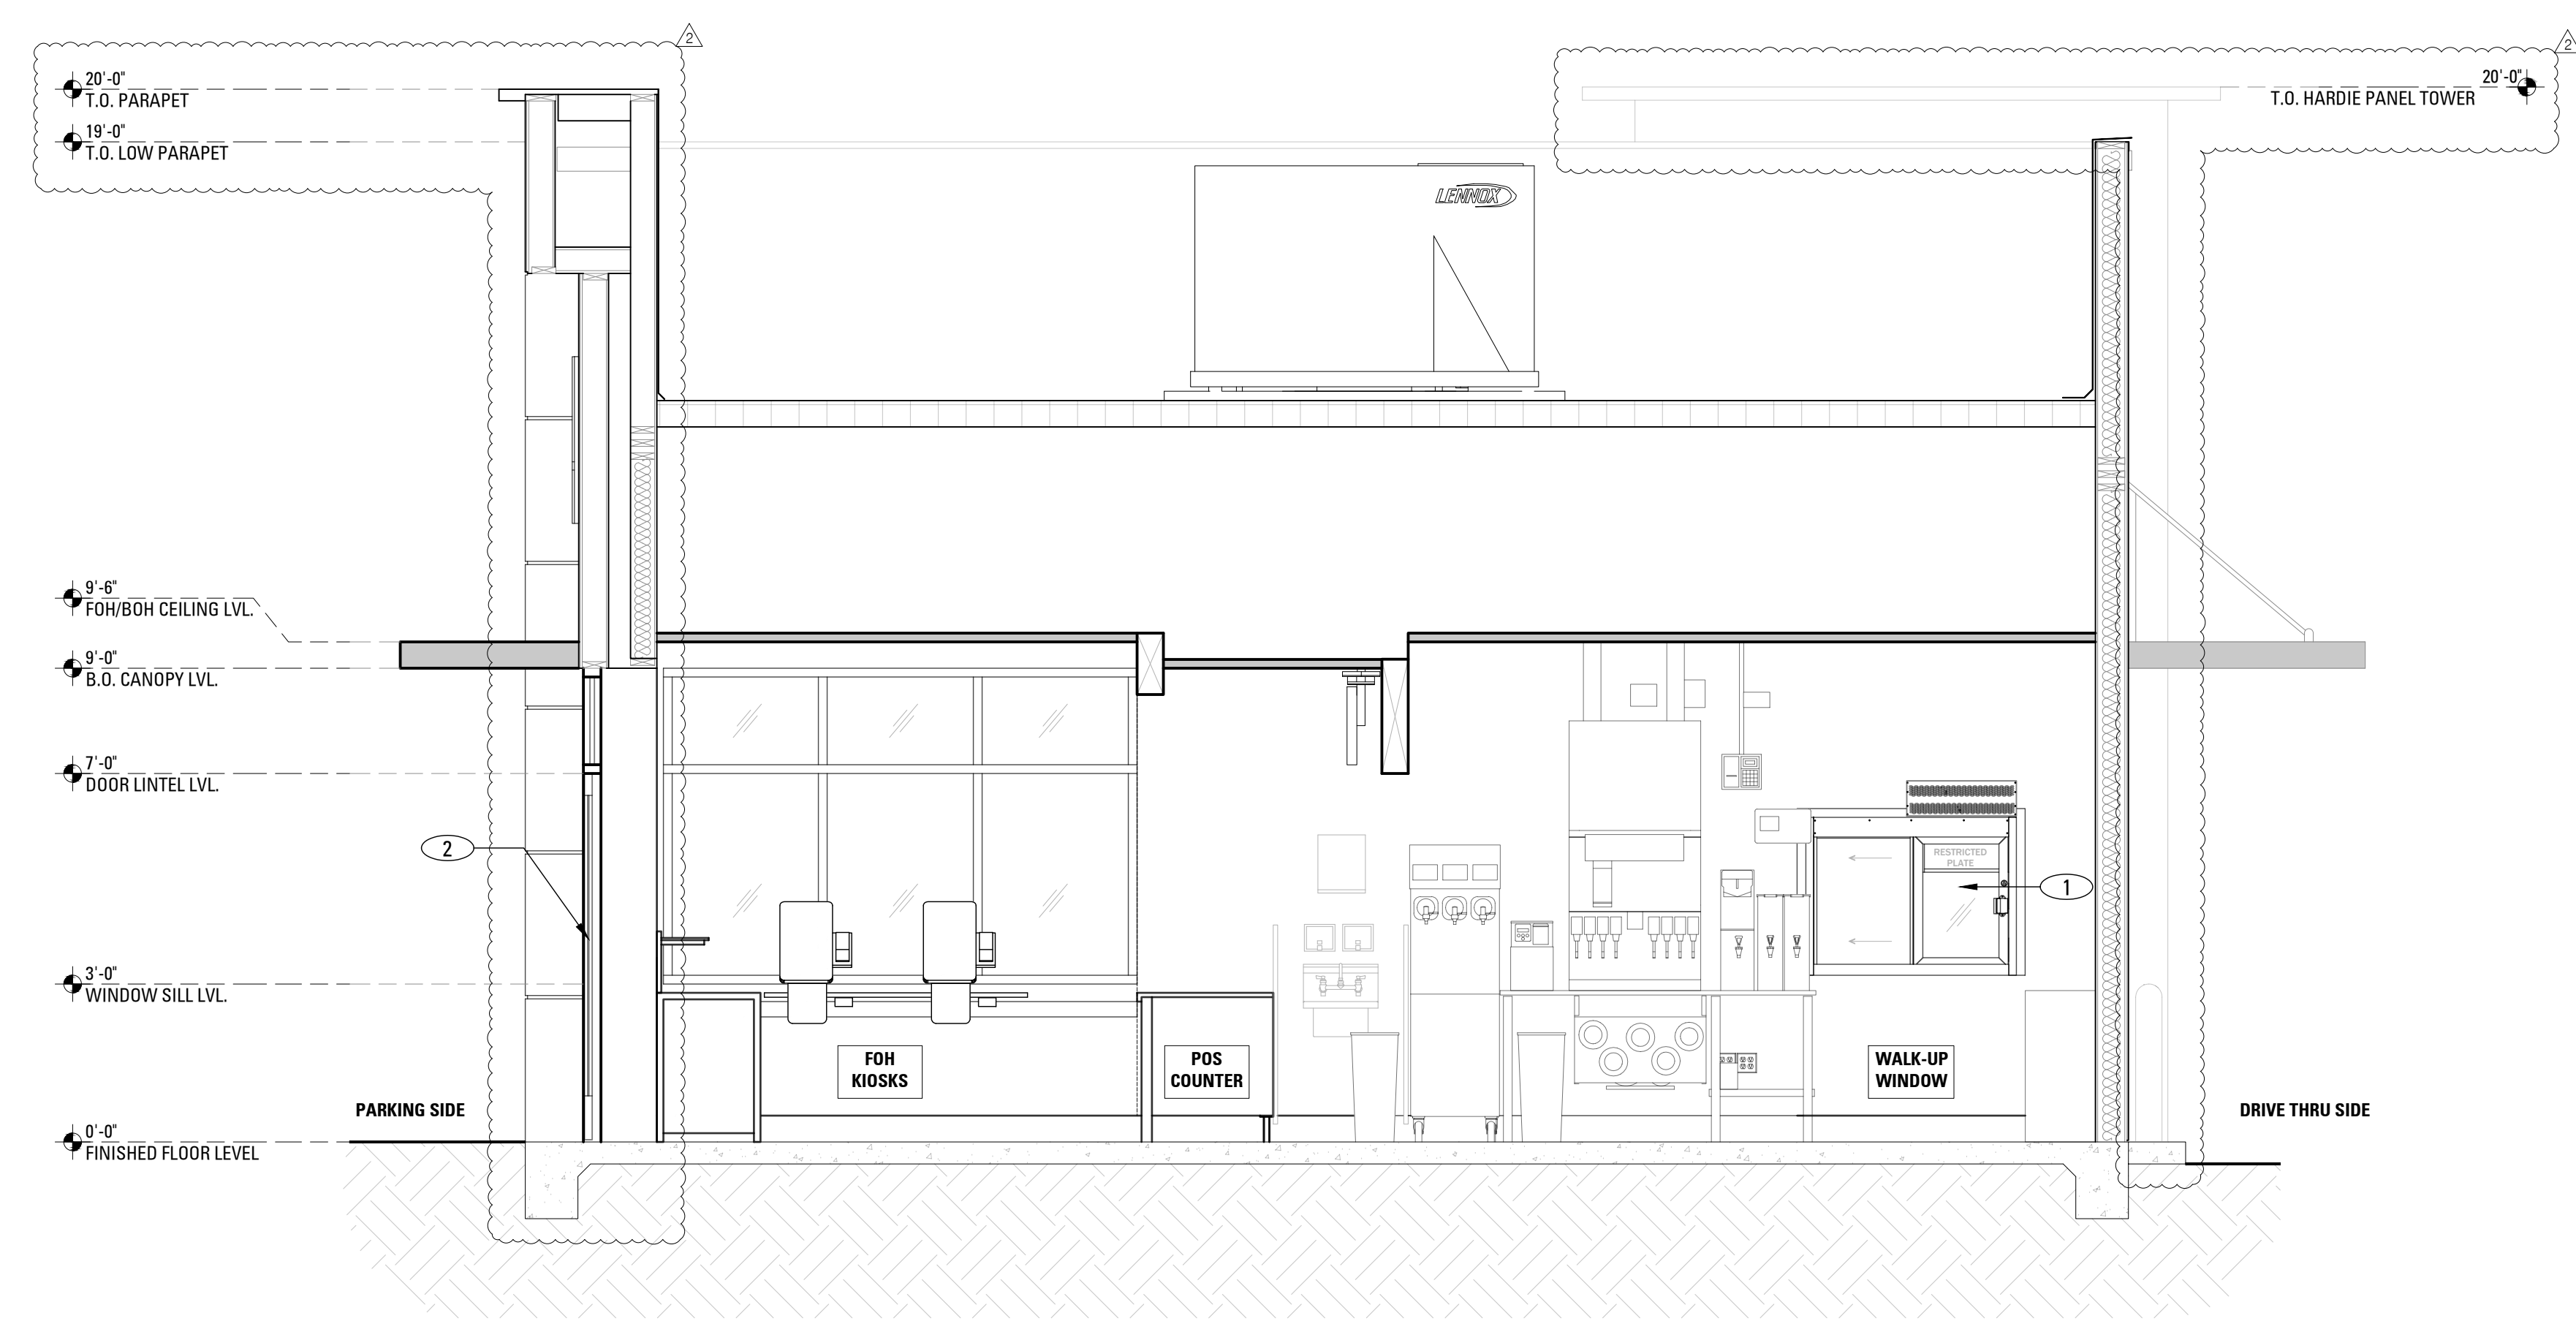 2
2
20'-0"
T.O. PARAPET
20'-0"
T.O. HARDIE PANEL TOWER
19'-0"
T.O. LOW PARAPET
LENNOX
9'-6"
FOH/BOH CEILING LVL.
9'-0"
B.O. CANOPY LVL.
7'-0"
DOOR LINTEL LVL.
2
RESTRICTED
PLATE
1
3'-0"
WINDOW SILL LVL.
FOH
KIOSKS
POS
COUNTER
WALK-UP
WINDOW
PARKING SIDE
DRIVE THRU SIDE
0'-0"
FINISHED FLOOR LEVEL